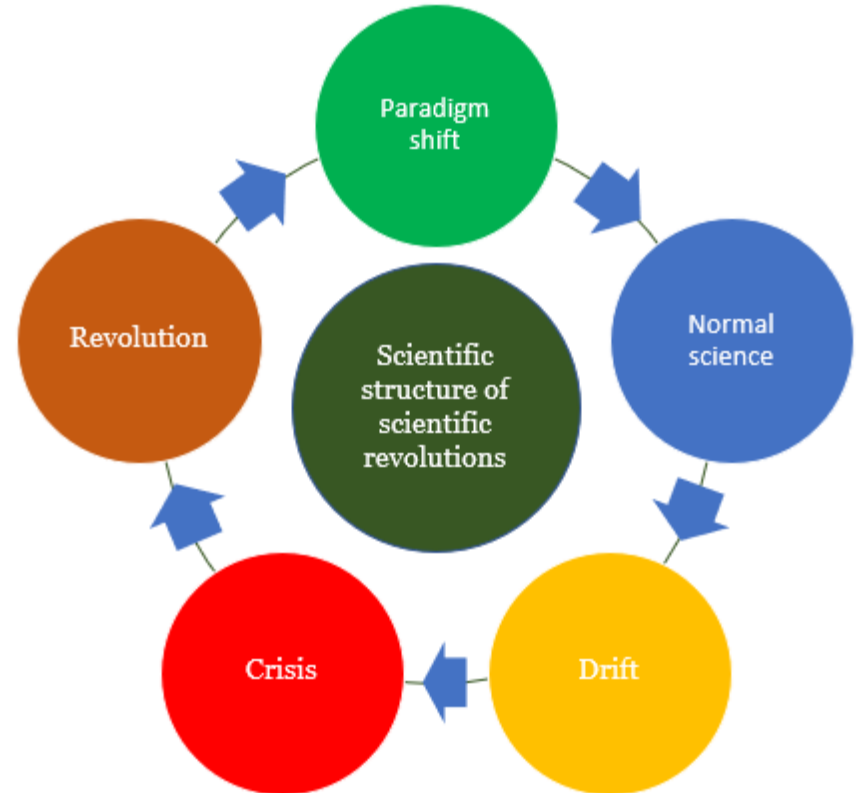 Paradigm
shift
Normal
science
Drift
Crisis
Revolution
Scientific
structure of
scientific
revolutions